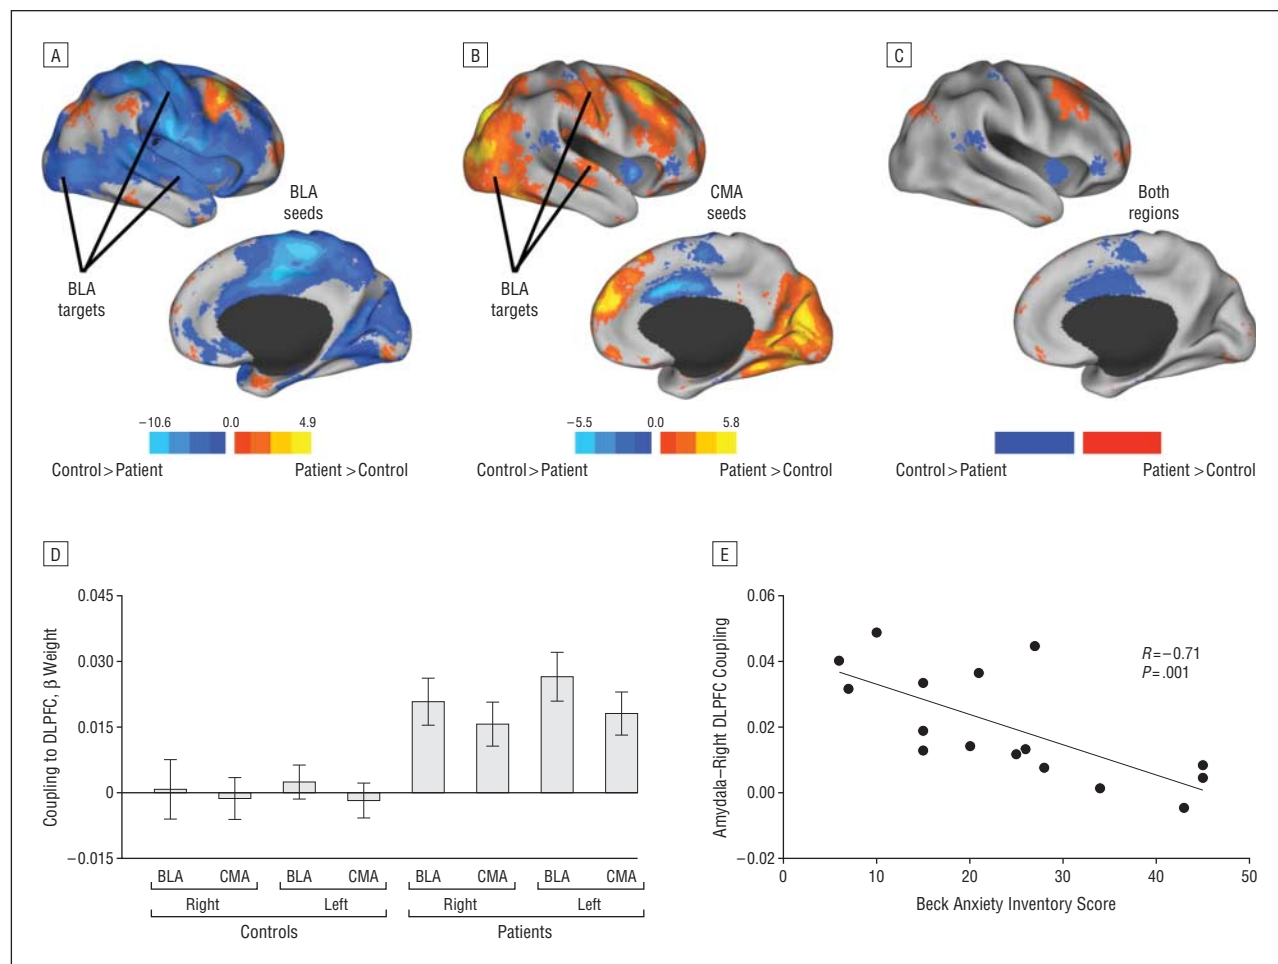 A
BLA
seeds
BLA
targets
−10.6 0.0 4.9
Control > Patient Patient > Control
B
CMA
seeds
BLA
targets
−5.5 0.0 5.8
Control > Patient Patient > Control
C
Both
regions
Control > Patient Patient > Control
D
Coupling to DLPFC, β Weight
0.045
0.030
0.015
0
−0.015
BLA CMA BLA CMA BLA CMA BLA CMA
Right Left Right Left
Controls Patients
E
Amydala–Right DLPFC Coupling
0.06
0.04
0.02
0.00
−0.02
R = −0.71
P = .001
0 10 20 30 40 50
Beck Anxiety Inventory Score